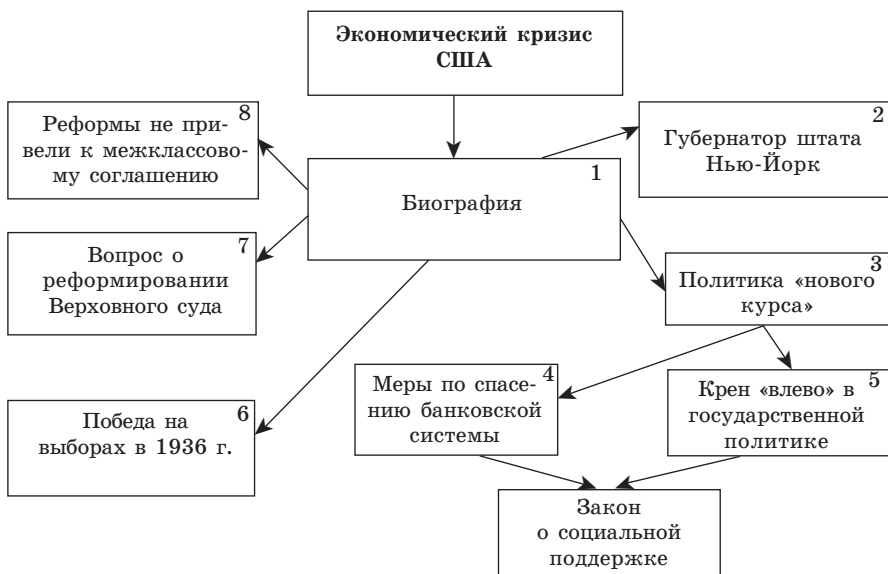 Экономический кризис
США
8
Реформы не при-
вели к межклассово-
му соглашению
2
Губернатор штата
Нью-Йорк
1
Биография
7
Вопрос о
реформировании
Верховного суда
3
Политика «нового
курса»
4
Меры по спасе-
нию банковской
системы
5
Крен «влево» в
государственной
политике
6
Победа на
выборах в 1936 г.
Закон
о социальной
поддержке